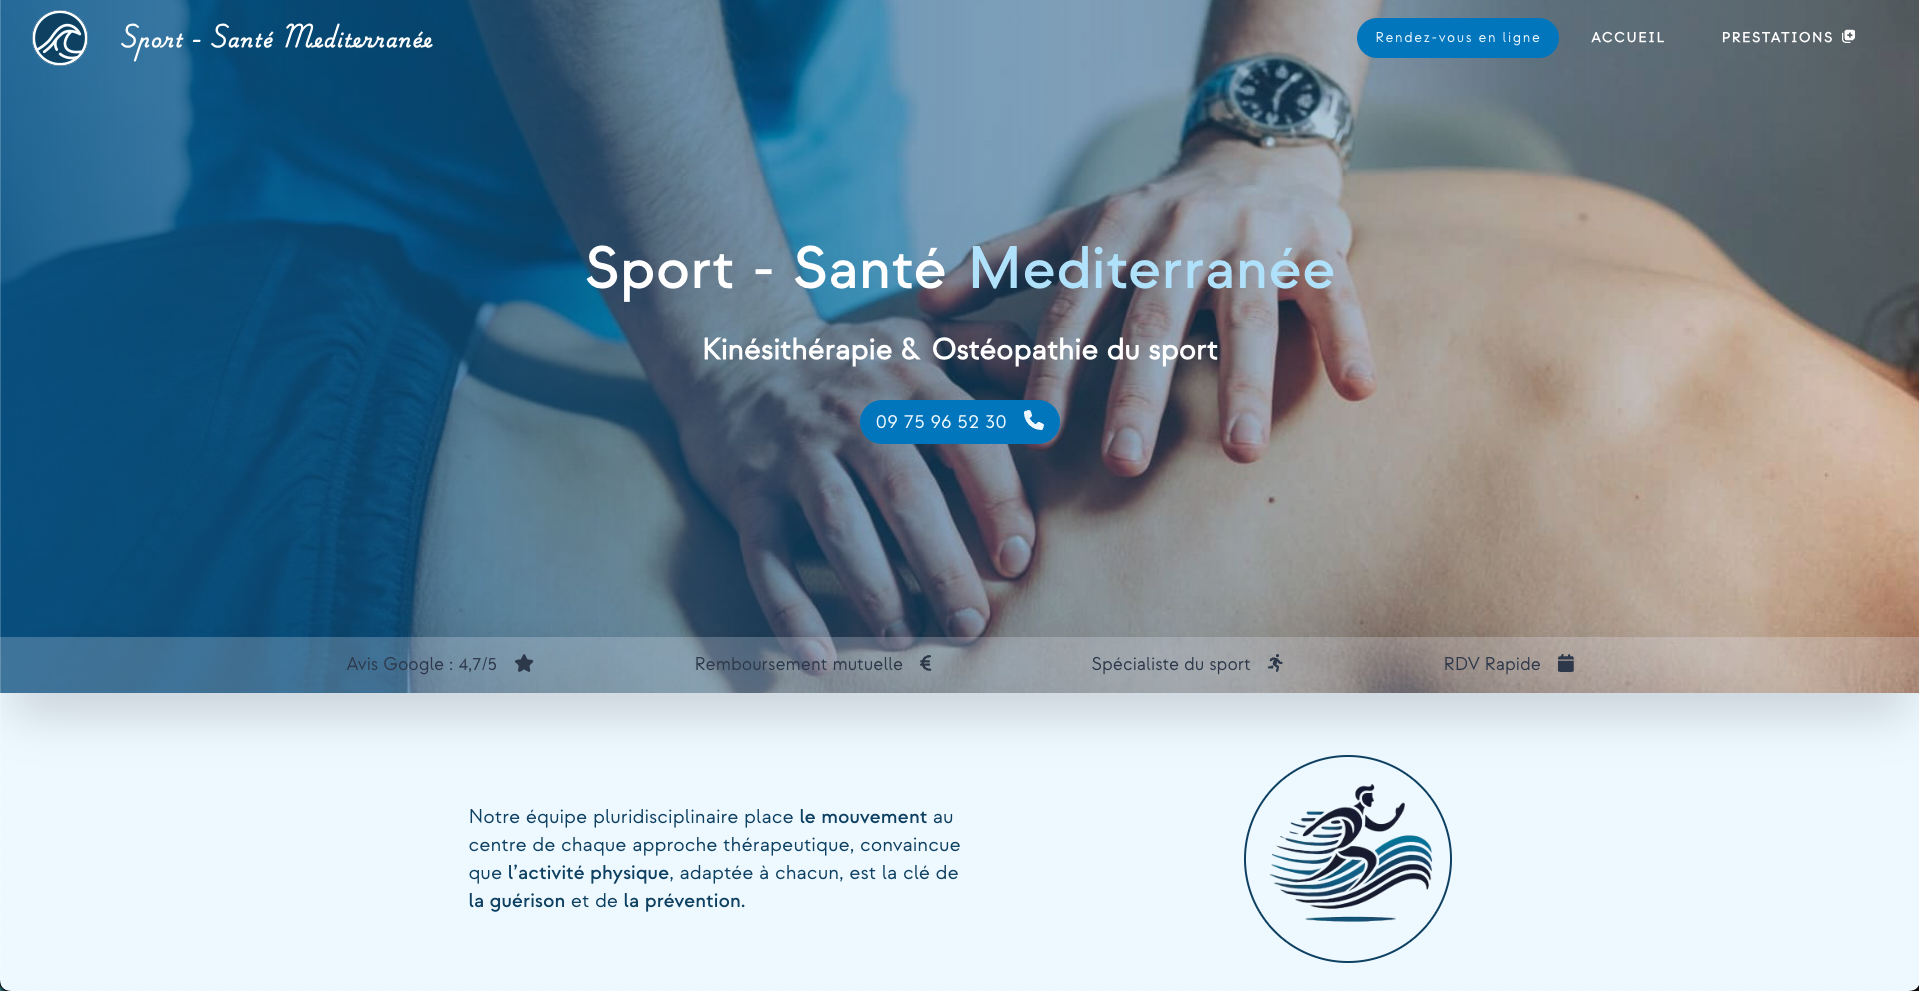 Sport - Santé Mediterranée
Rendez-vous en ligne
ACCUEIL
PRESTATIONS
Sport - Santé Mediterranée
Kinésithérapie & Ostéopathie du sport
09 75 96 52 30
Avis Google : 4,7/5
Remboursement mutuelle €
Spécialiste du sport
RDV Rapide
Notre équipe pluridisciplinaire place le mouvement au
centre de chaque approche thérapeutique, convaincue
que l'activité physique, adaptée à chacun, est la clé de
la guérison et de la prévention.